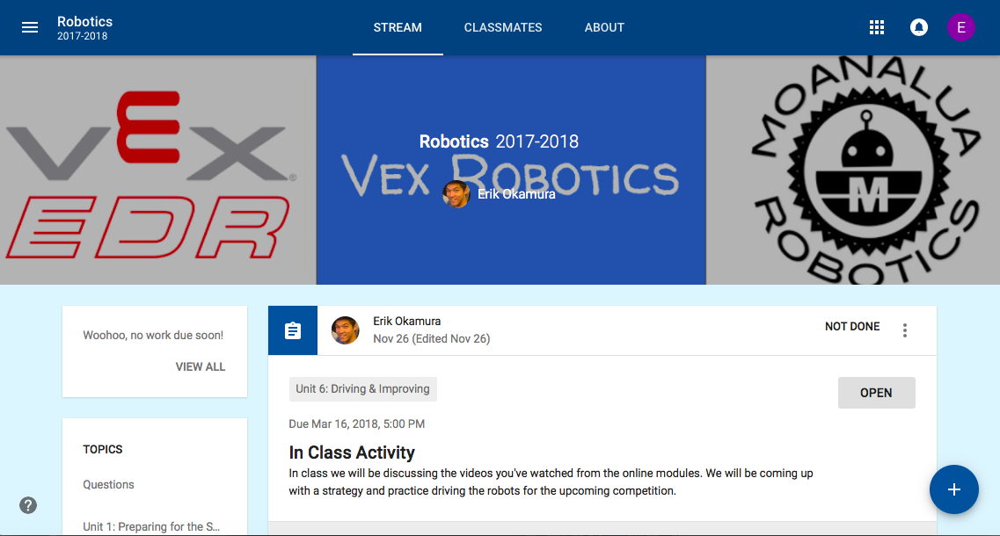 Robotics
2017-2018
STREAM
CLASSMATES
ABOUT
E
VEX®
EDR
Robotics 2017-2018
VEX ROBOTICS
Erik Okamura
MOANALUA
M
ROBOTICS
Woohoo, no work due soon!
VIEW ALL
TOPICS
Questions
Unit 1: Preparing for the S...
Erik Okamura
Nov 26 (Edited Nov 26)
NOT DONE
Unit 6: Driving & Improving
OPEN
Due Mar 16, 2018, 5:00 PM
In Class Activity
In class we will be discussing the videos you've watched from the online modules. We will be coming up
with a strategy and practice driving the robots for the upcoming competition.
+
?